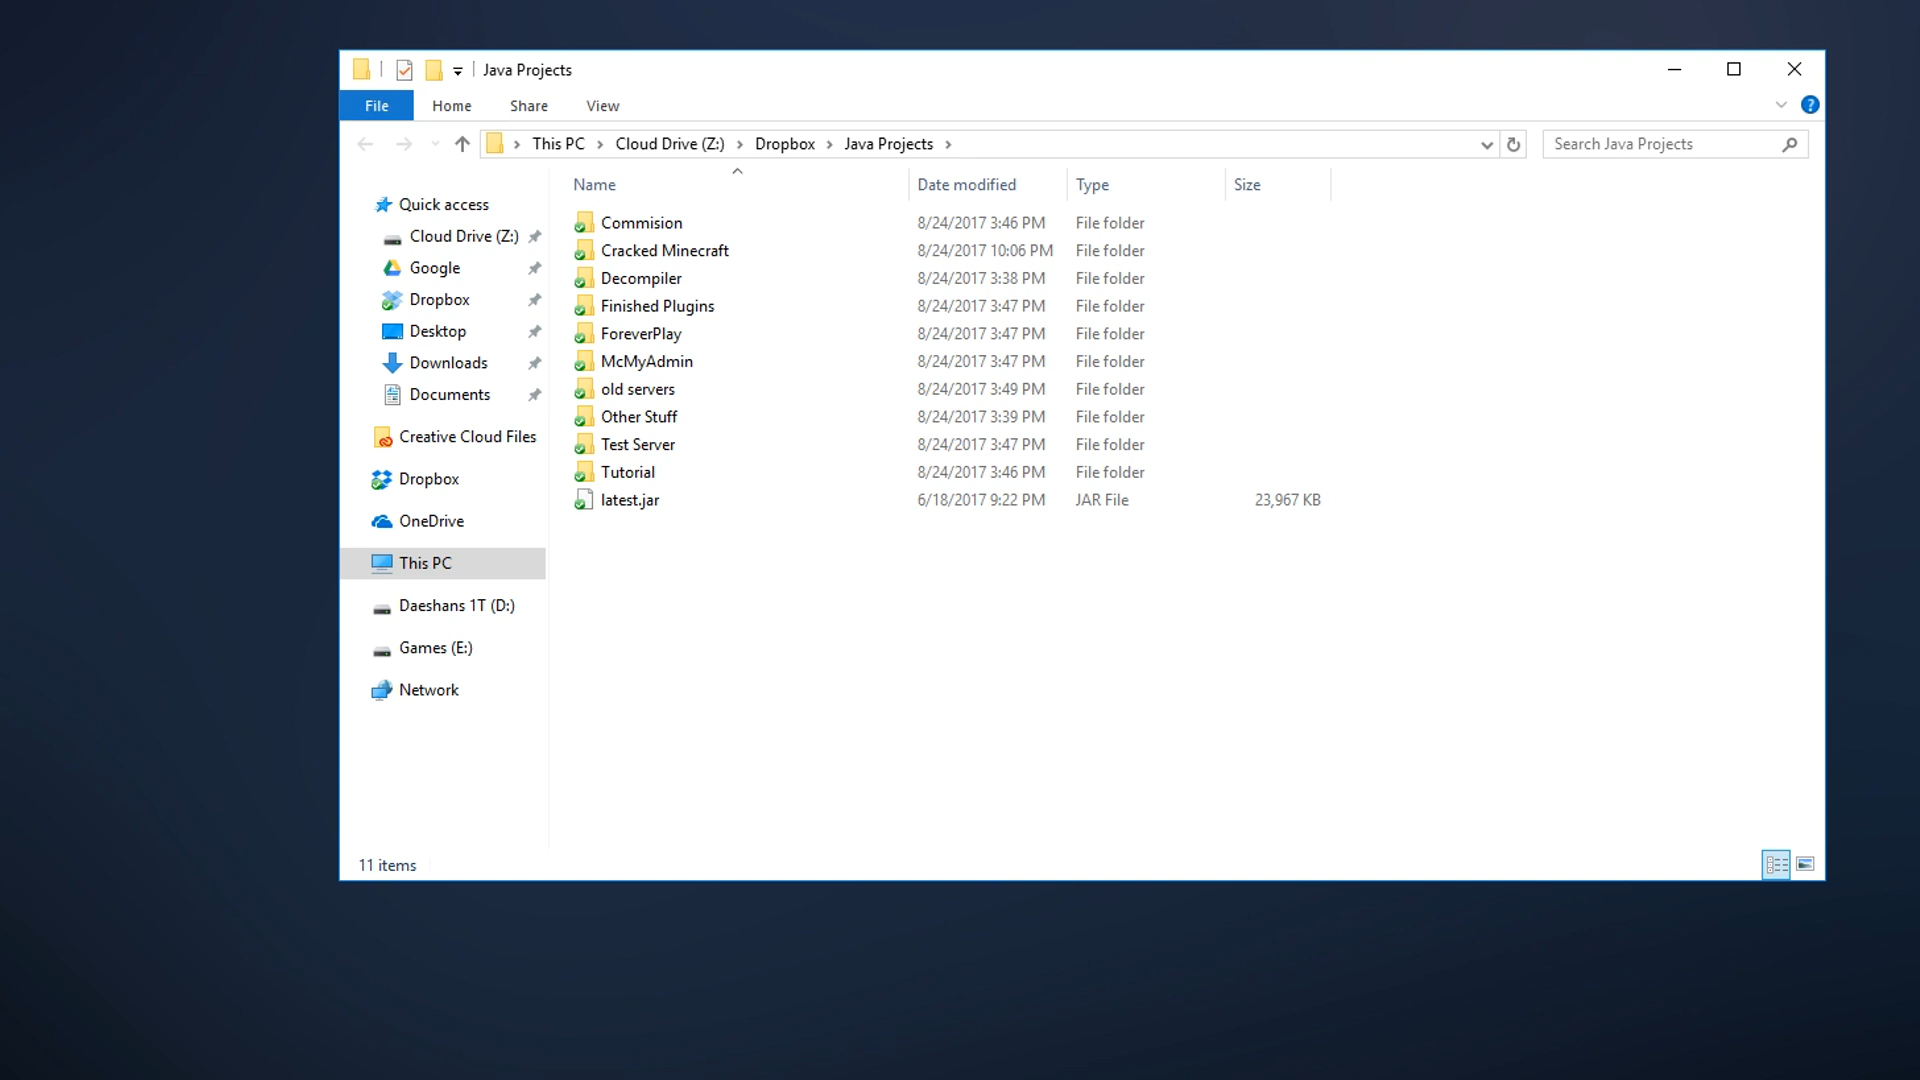 Java Projects
File Home Share View
This PC Cloud Drive (Z:) Dropbox Java Projects
Search Java Projects
Name Date modified Type Size
Quick access
Cloud Drive (Z:)
Google
Dropbox
Desktop
Downloads
Documents
Creative Cloud Files
Dropbox
OneDrive
This PC
Daeshans 1T (D:)
Games (E:)
Network
Commision 8/24/2017 3:46 PM File folder
Cracked Minecraft 8/24/2017 10:06 PM File folder
Decompiler 8/24/2017 3:38 PM File folder
Finished Plugins 8/24/2017 3:47 PM File folder
ForeverPlay 8/24/2017 3:47 PM File folder
McMyAdmin 8/24/2017 3:47 PM File folder
old servers 8/24/2017 3:49 PM File folder
Other Stuff 8/24/2017 3:39 PM File folder
Test Server 8/24/2017 3:47 PM File folder
Tutorial 8/24/2017 3:46 PM File folder
latest.jar 6/18/2017 9:22 PM JAR File 23,967 KB
11 items